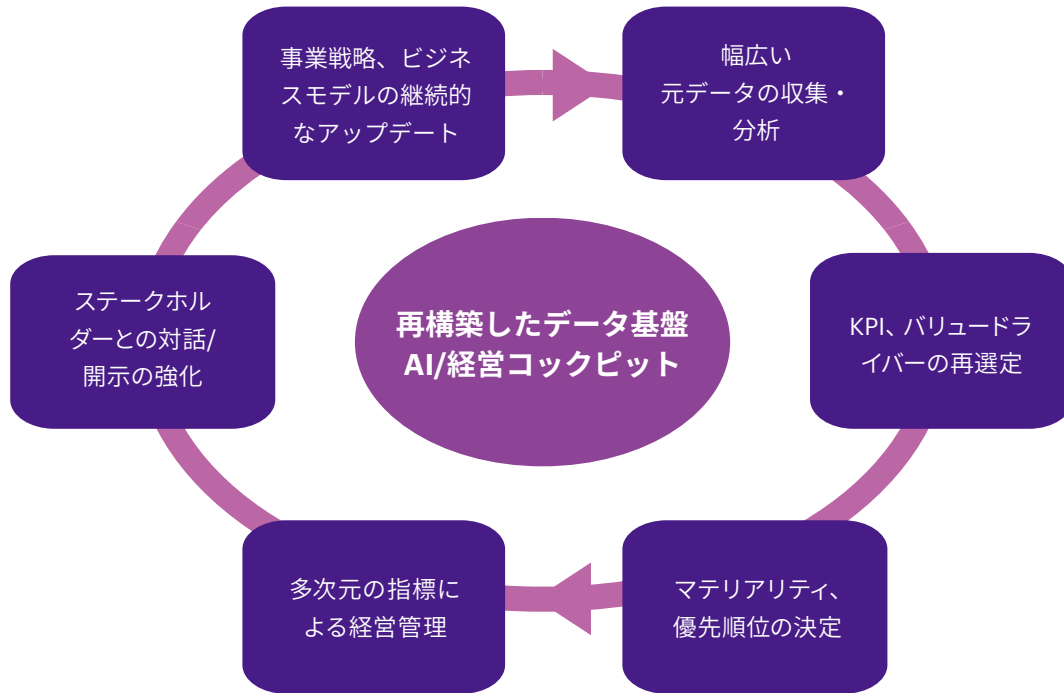 事業戦略、ビジネ
スモデルの継続的
なアップデート
幅広い
元データの収集・
分析
KPI、バリュードラ
イバーの再選定
マテリアリティ、
優先順位の決定
多次元の指標に
よる経営管理
ステークホル
ダーとの対話/
開示の強化
再構築したデータ基盤
AI/経営コックピット